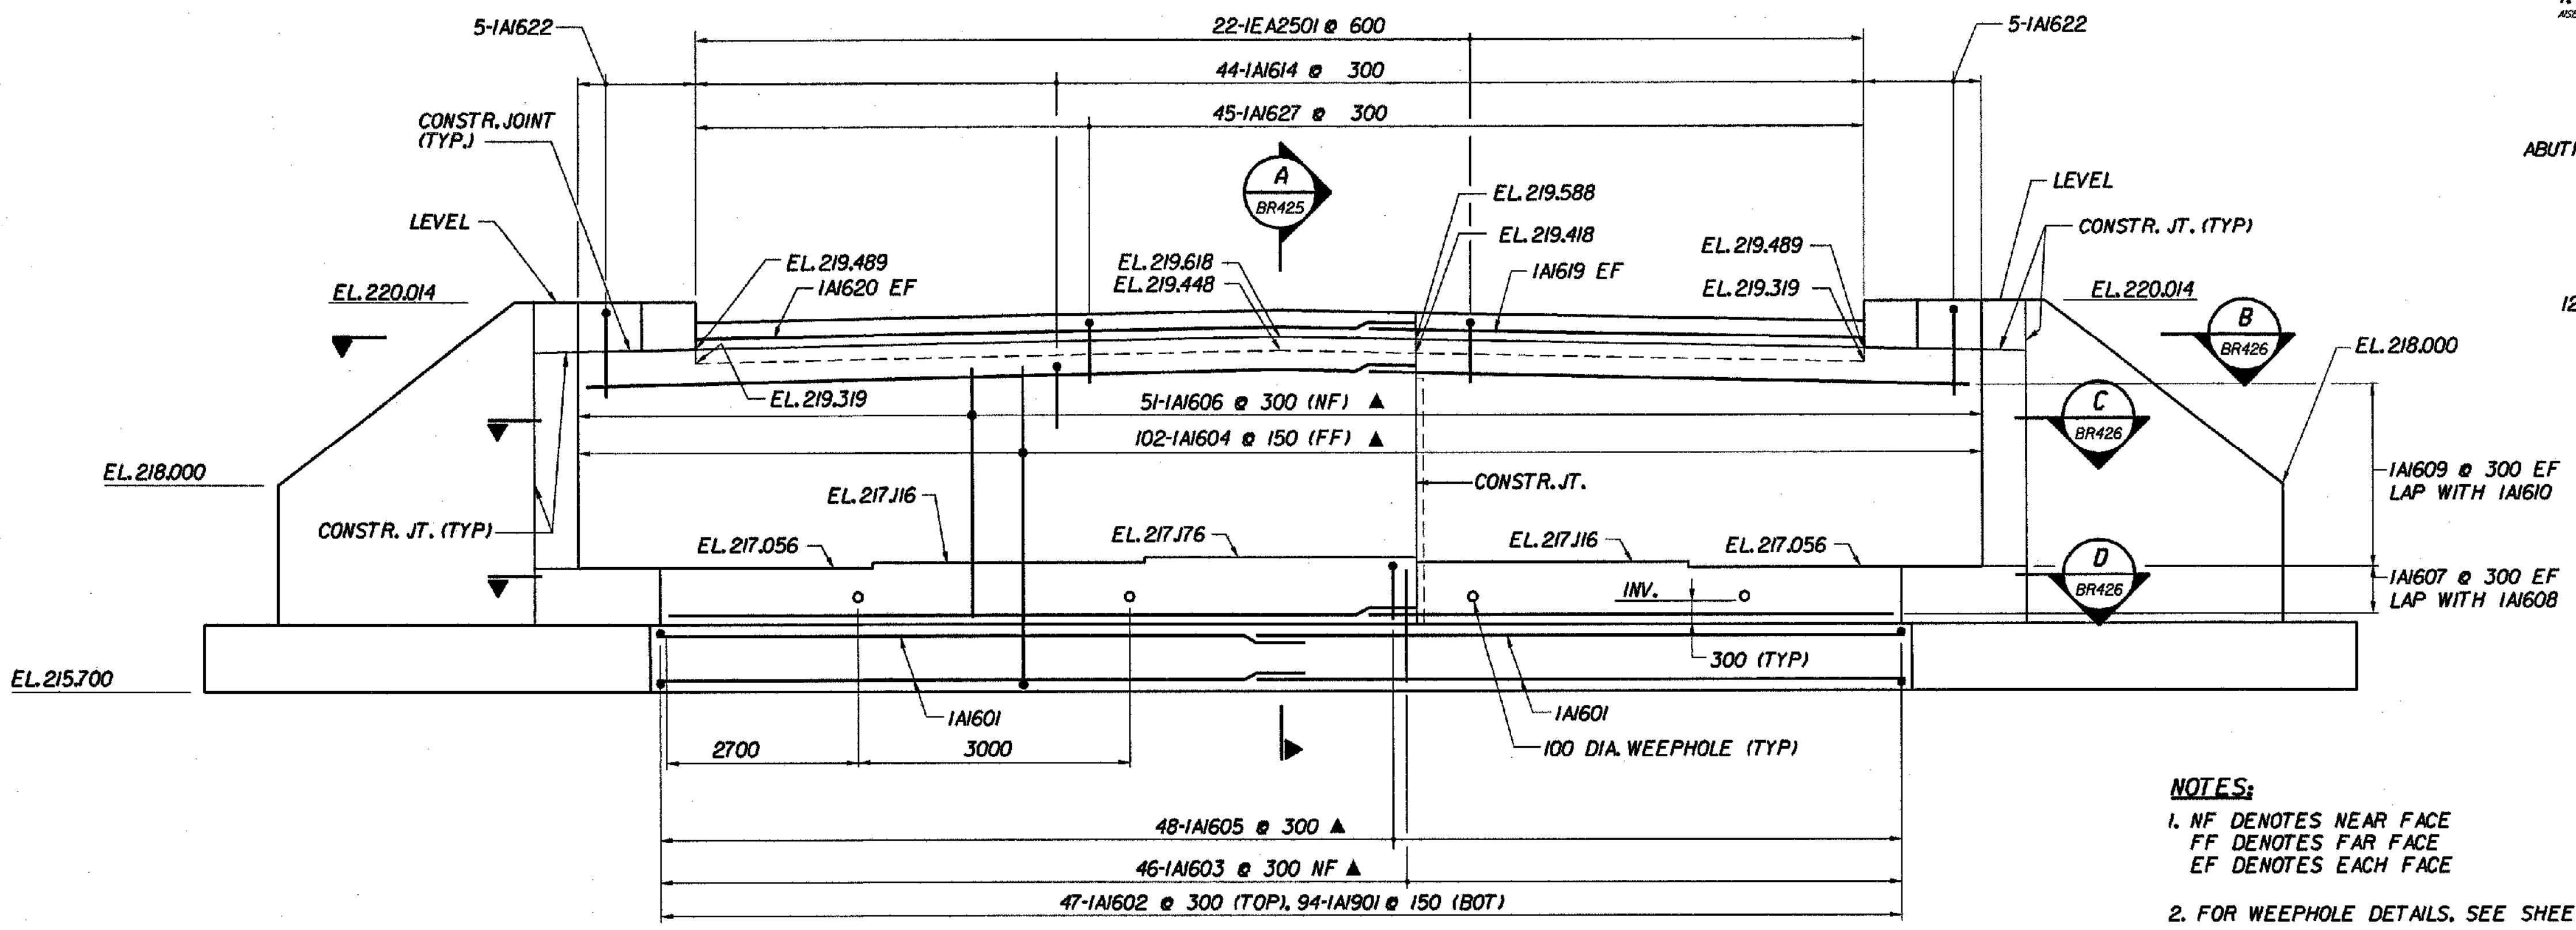 5-1A1622
22-1EA2501 @ 600
5-1A1622
44-1A1614 @ 300
CONSTR. JOINT
(TYP.)
45-1A1627 @ 300
ABUT
A
BR425
LEVEL
EL. 219.588
LEVEL
EL. 219.418
CONSTR. JT. (TYP)
EL. 219.489
1A1620 EF
EL. 219.618
EL. 219.448
1A1619 EF
EL. 219.489
EL. 219.319
EL. 220.014
EL. 220.014
12
B
BR426
EL. 218.000
EL. 219.319
51-1A1606 @ 300 (NF) ▲
C
BR426
102-1A1604 @ 150 (FF) ▲
EL. 218.000
CONSTR. JT.
1A1609 @ 300 EF
LAP WITH 1A1610
EL. 217.116
CONSTR. JT. (TYP)
EL. 217.056
EL. 217.176
EL. 217.116
EL. 217.056
D
BR426
INV.
1A1607 @ 300 EF
LAP WITH 1A1608
300 (TYP)
EL. 215.700
1A1601
1A1601
2700
3000
100 DIA. WEEPHOLE (TYP)
48-1A1605 @ 300 ▲
46-1A1603 @ 300 NF ▲
47-1A1602 @ 300 (TOP). 94-1A1901 @ 150 (BOT)
NOTES:
1. NF DENOTES NEAR FACE
FF DENOTES FAR FACE
EF DENOTES EACH FACE
2. FOR WEEPHOLE DETAILS. SEE SHEE